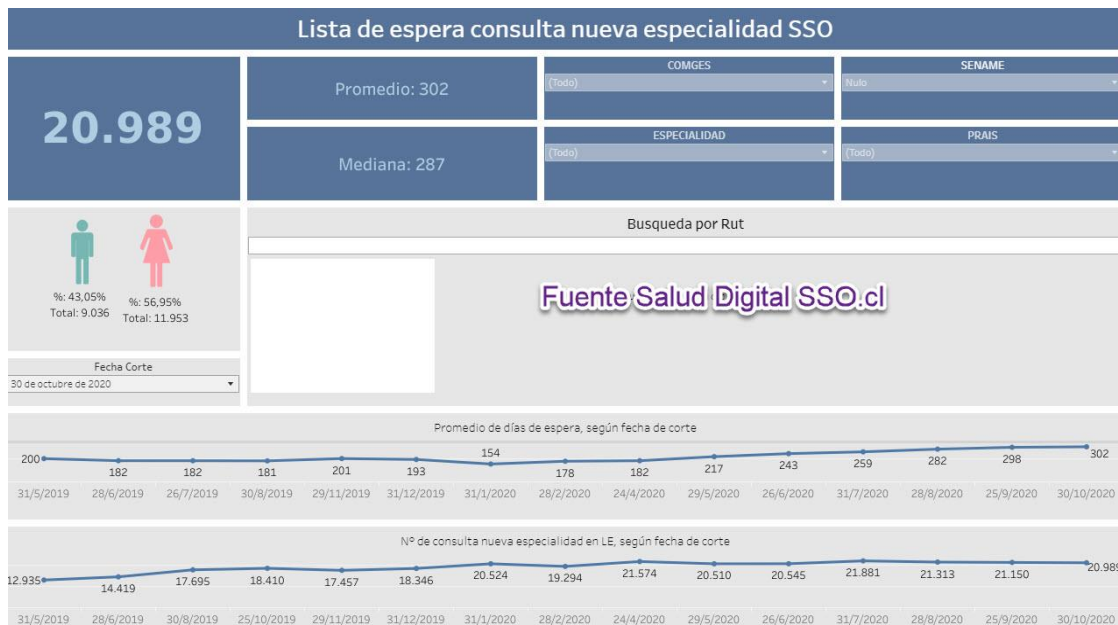 Lista de espera consulta nueva especialidad SSO
20.989
Promedio: 302
Mediana: 287
COMGES
(Todo)
SENAME
Nulo
ESPECIALIDAD
(Todo)
PRAIS
(Todo)
%: 43,05%
Total: 9.036
%: 56,95%
Total: 11.953
Fecha Corte
30 de octubre de 2020
Busqueda por Rut
Fuente Salud Digital SSO.cl
Promedio de días de espera, según fecha de corte
200 182 182 181 201 193 154 178 182 217 243 259 282 298 302
31/5/2019 28/6/2019 26/7/2019 30/8/2019 29/11/2019 31/12/2019 31/1/2020 28/2/2020 24/4/2020 29/5/2020 26/6/2020 31/7/2020 28/8/2020 25/9/2020 30/10/2020
Nº de consulta nueva especialidad en LE, según fecha de corte
12.935 14.419 17.695 18.410 17.457 18.346 20.524 19.294 21.574 20.510 20.545 21.881 21.313 21.150 20.989
31/5/2019 28/6/2019 30/8/2019 25/10/2019 29/11/2019 31/12/2019 31/1/2020 28/2/2020 24/4/2020 29/5/2020 26/6/2020 31/7/2020 28/8/2020 25/9/2020 30/10/2020